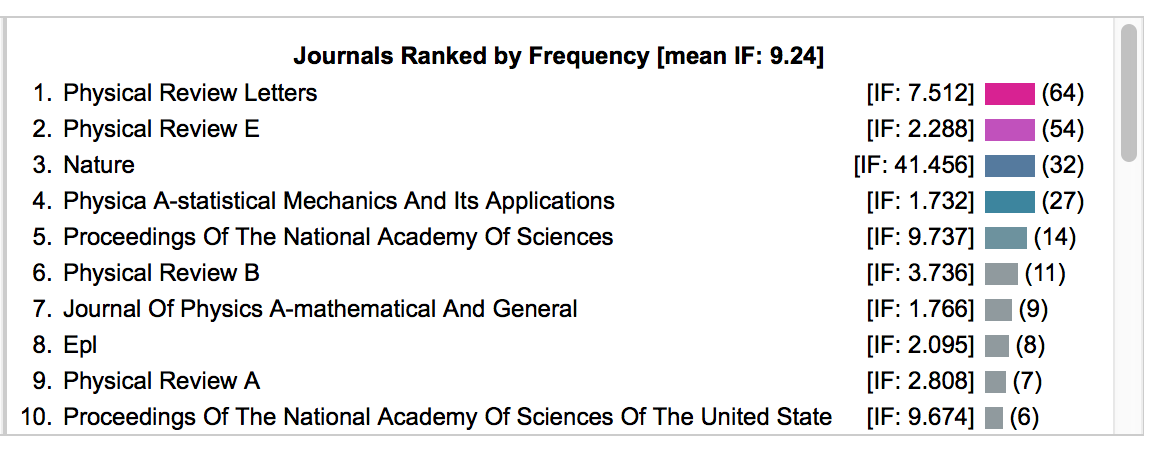 Journals Ranked by Frequency [mean IF: 9.24]
1. Physical Review Letters [IF: 7.512] (64)
2. Physical Review E [IF: 2.288] (54)
3. Nature [IF: 41.456] (32)
4. Physica A-statistical Mechanics And Its Applications [IF: 1.732] (27)
5. Proceedings Of The National Academy Of Sciences [IF: 9.737] (14)
6. Physical Review B [IF: 3.736] (11)
7. Journal Of Physics A-mathematical And General [IF: 1.766] (9)
8. Epl [IF: 2.095] (8)
9. Physical Review A [IF: 2.808] (7)
10. Proceedings Of The National Academy Of Sciences Of The United State [IF: 9.674] (6)